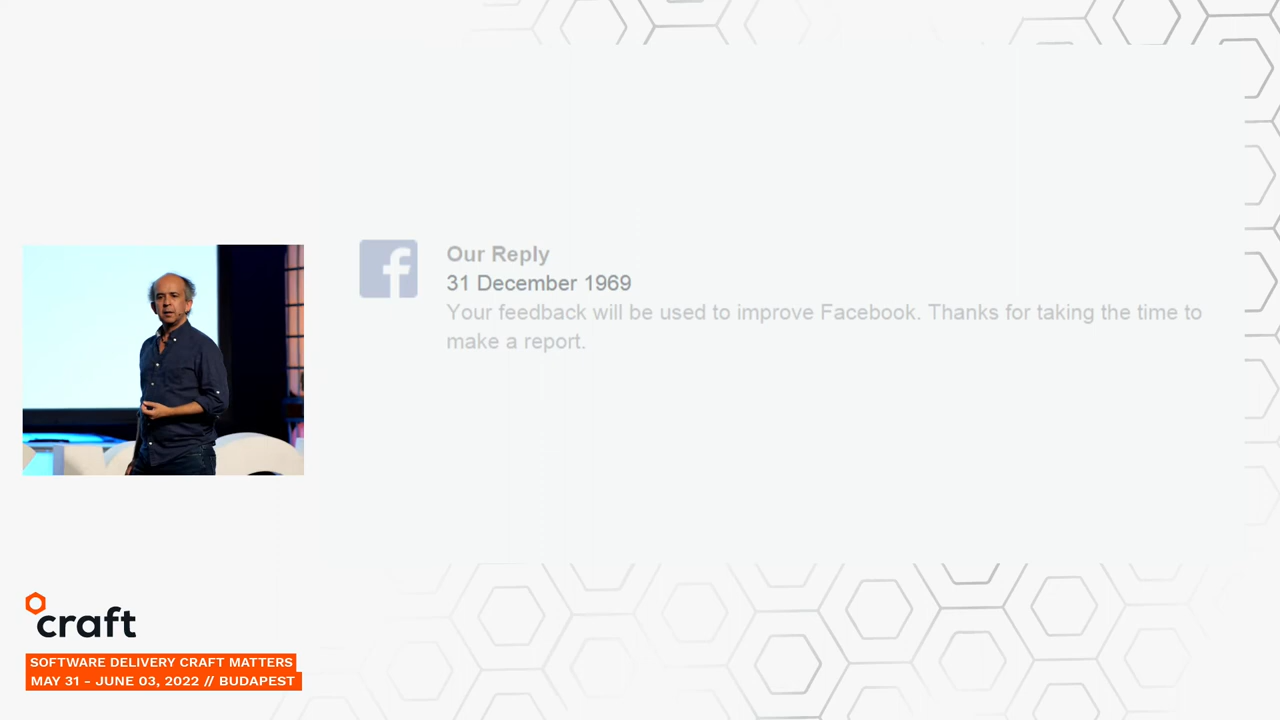 Our Reply
31 December 1969
Your feedback will be used to improve Facebook. Thanks for taking the time to
make a report.
craft
SOFTWARE DELIVERY CRAFT MATTERS
MAY 31 - JUNE 03, 2022 // BUDAPEST